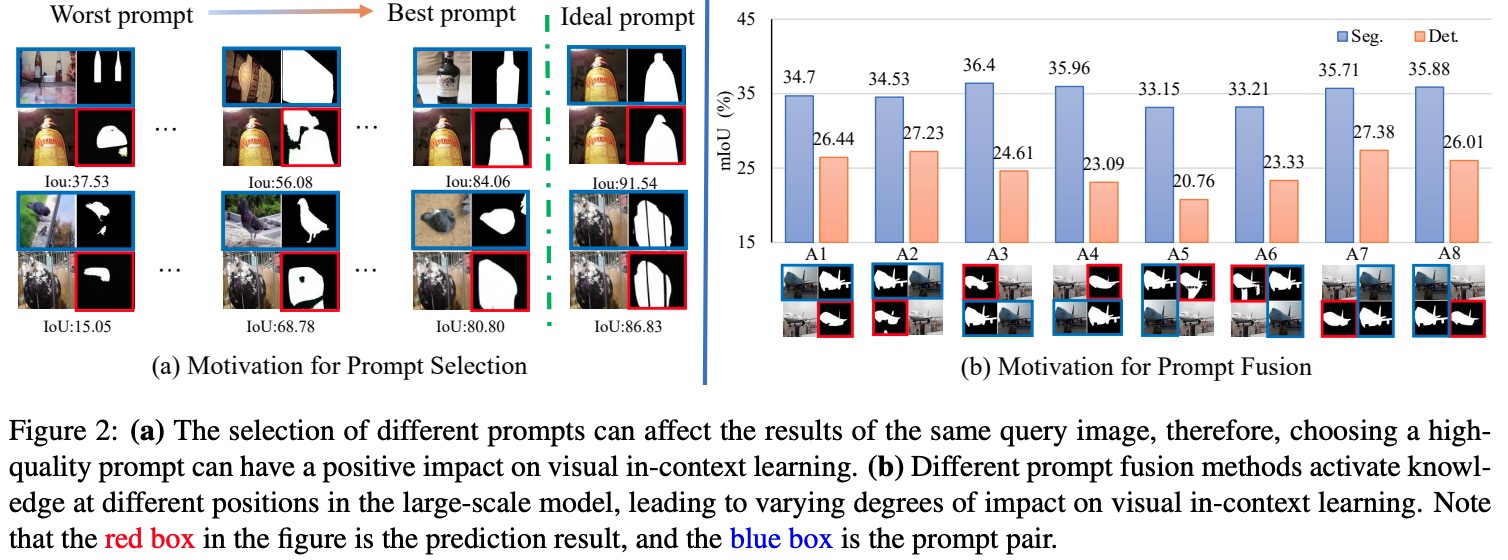 Worst prompt
Best prompt
Ideal prompt
...
...
Iou:37.53
Iou:56.08
Iou:84.06
Iou:91.54
...
...
IoU:15.05
IoU:68.78
IoU:80.80
IoU:86.83
(a) Motivation for Prompt Selection
mIoU (%)
45
35
25
15
Seg.
Det.
34.7
26.44
34.53
27.23
36.4
24.61
35.96
23.09
33.15
20.76
33.21
23.33
35.71
27.38
35.88
26.01
A1
A2
A3
A4
A5
A6
A7
A8
(b) Motivation for Prompt Fusion
Figure 2: (a) The selection of different prompts can affect the results of the same query image, therefore, choosing a high-
quality prompt can have a positive impact on visual in-context learning. (b) Different prompt fusion methods activate knowl-
edge at different positions in the large-scale model, leading to varying degrees of impact on visual in-context learning. Note
that the red box in the figure is the prediction result, and the blue box is the prompt pair.